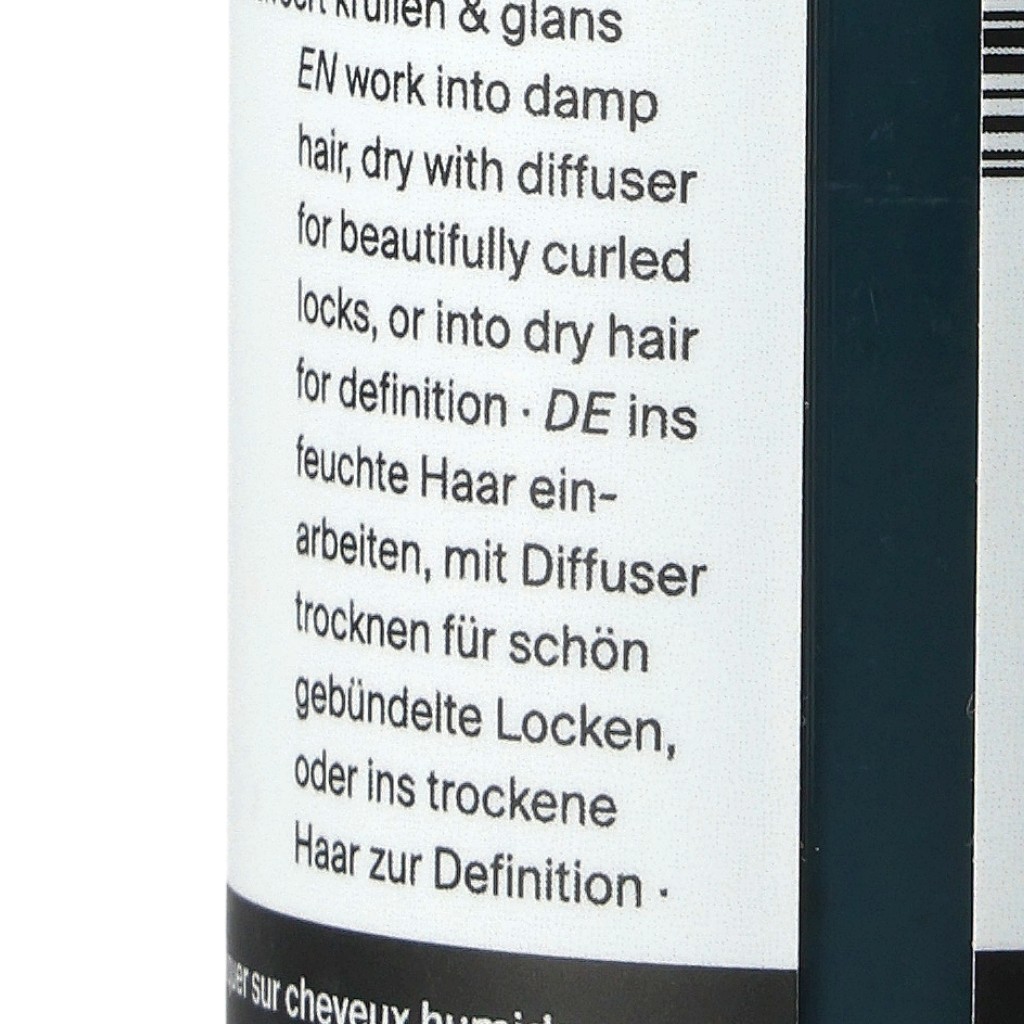 krullen & glans
EN work into damp
hair, dry with diffuser
for beautifully curled
locks, or into dry hair
for definition · DE ins
feuchte Haar ein-
arbeiten, mit Diffuser
trocknen für schön
gebündelte Locken,
oder ins trockene
Haar zur Definition ·
sur cheveux